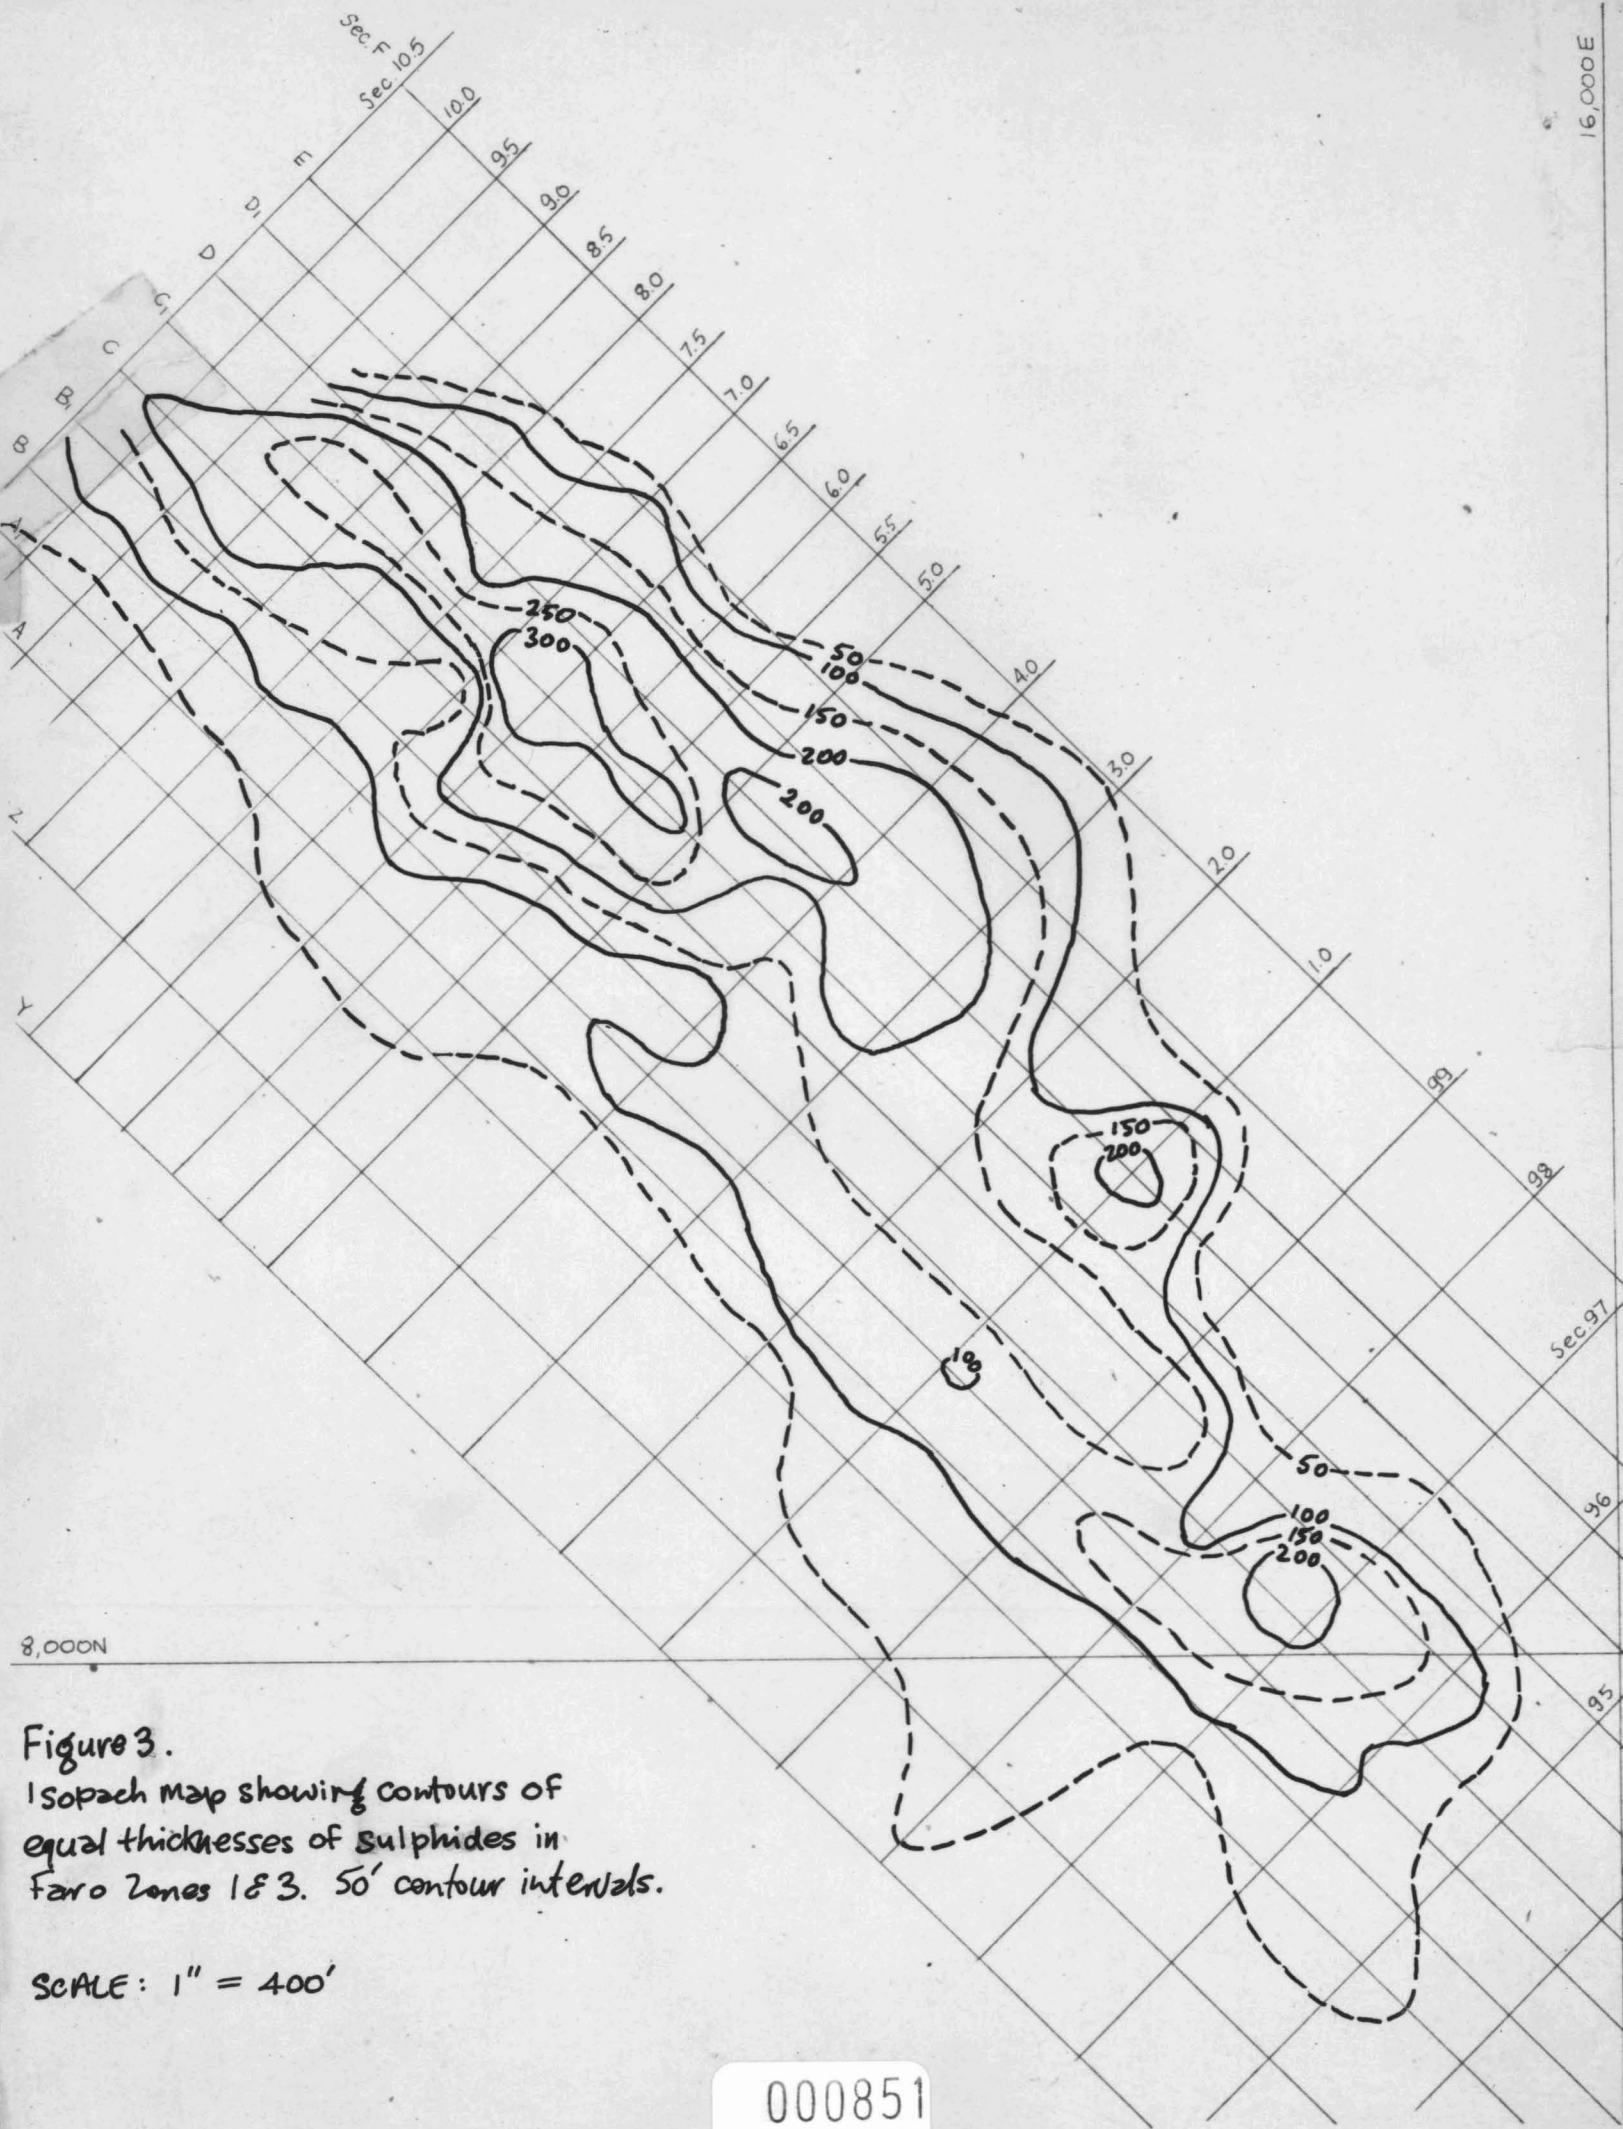 Sec. F
Sec. 10.5
10.0
9.5
9.0
8.5
8.0
7.5
7.0
6.5
6.0
5.5
5.0
4.0
3.0
2.0
1.0
99
98
Sec. 97
96
95
E
D₁
D
C₁
C
B₁
B
A₁
A
Z
Y
16,000E
250
300
50
100
150
200
200
150
200
100
50
100
150
200
8,000N
Figure 3.
Isopach map showing contours of
equal thicknesses of sulphides in
Faro Zones 1 & 3. 50' contour intervals.
SCALE: 1" = 400'
000851